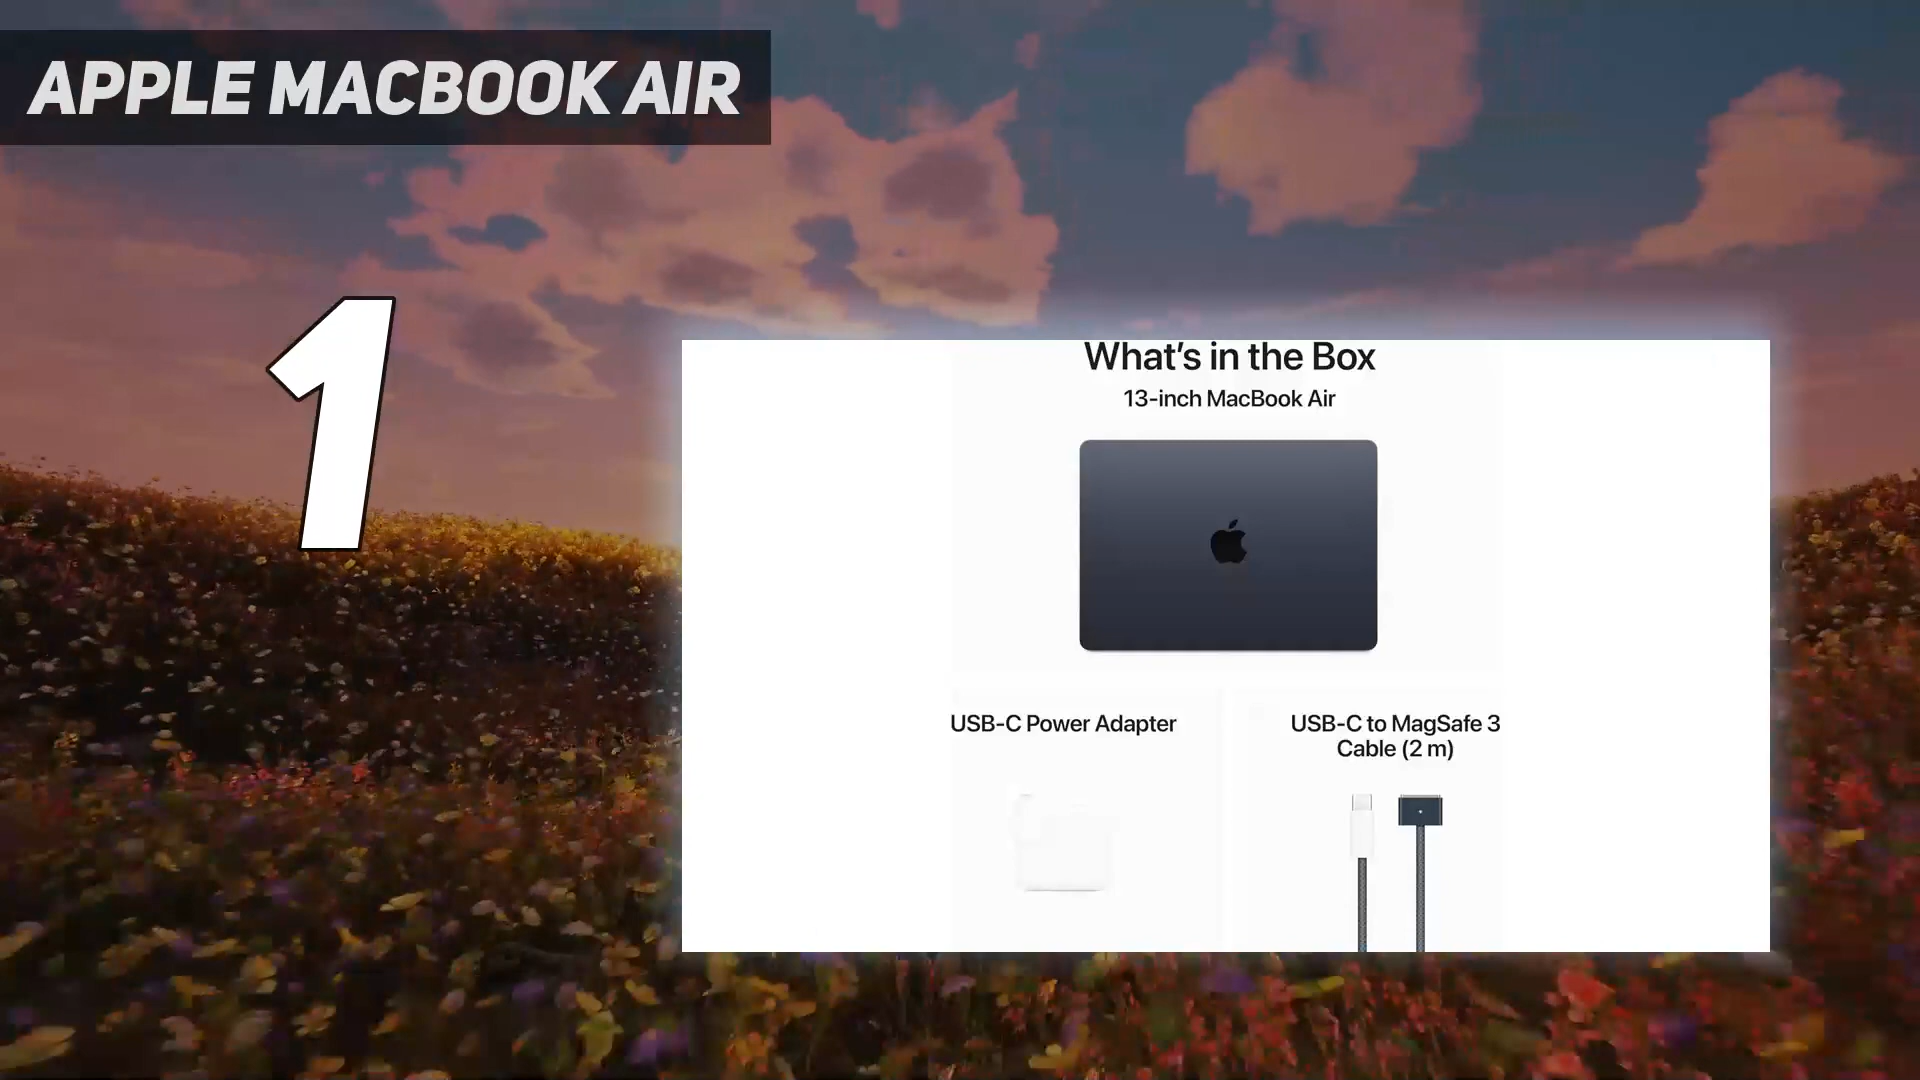 APPLE MACBOOK AIR
1
What's in the Box
13-inch MacBook Air
USB-C Power Adapter
USB-C to MagSafe 3
Cable (2 m)